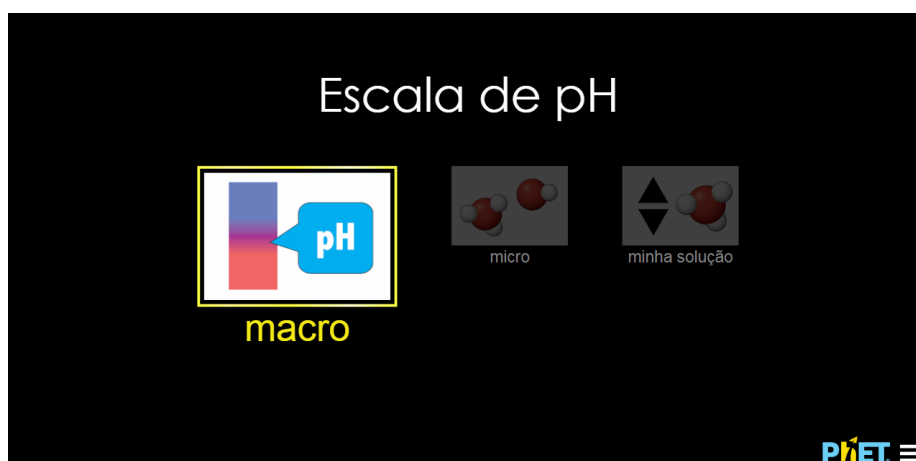 Escala de pH
pH
macro
micro
minha solução
PhET